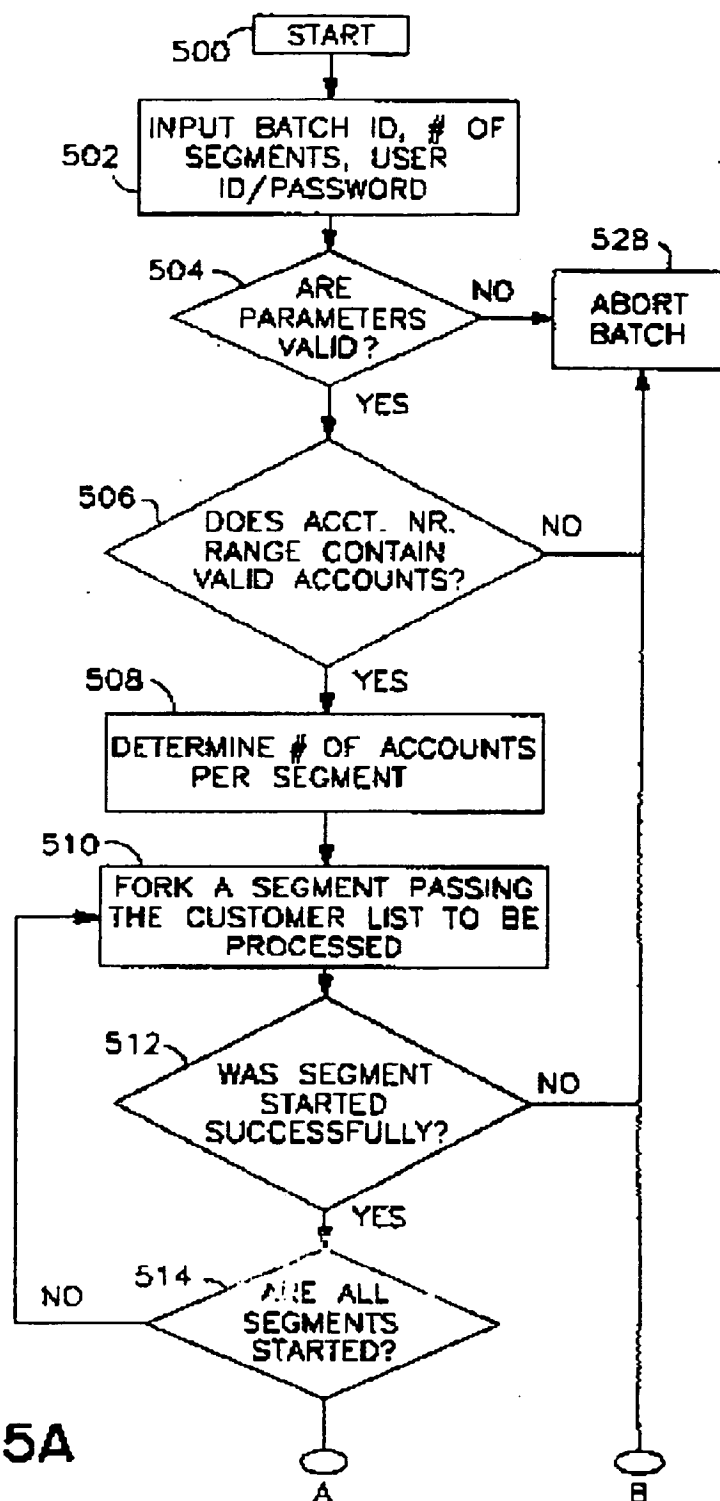 500
START
502
INPUT BATCH ID, # OF
SEGMENTS, USER
ID/PASSWORD
504
ARE
PARAMETERS
VALID?
NO
528
ABORT
BATCH
YES
506
DOES ACCT. NR.
RANGE CONTAIN
VALID ACCOUNTS?
NO
YES
508
DETERMINE # OF ACCOUNTS
PER SEGMENT
510
FORK A SEGMENT PASSING
THE CUSTOMER LIST TO BE
PROCESSED
512
WAS SEGMENT
STARTED
SUCCESSFULLY?
NO
YES
514
NO
ARE ALL
SEGMENTS
STARTED?
5A
A
B